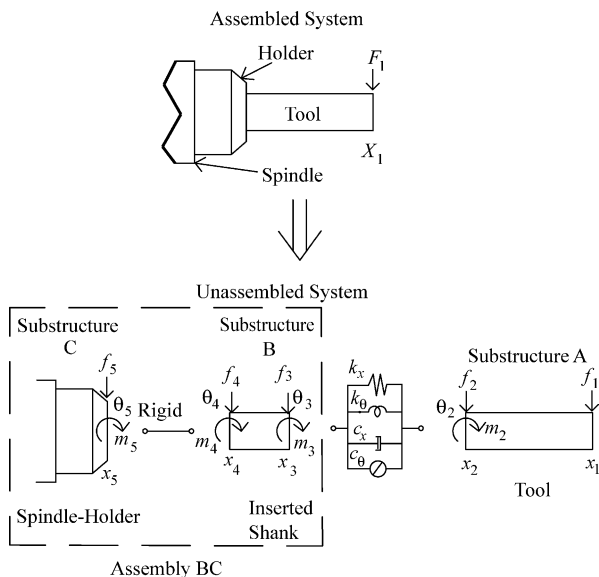 Assembled System
Holder
F1
Tool
X1
Spindle
Unassembled System
Substructure C
Substructure B
Substructure A
f5
θ5
m5
x5
Rigid
f4
θ4
m4
x4
f3
θ3
m3
x3
kx
kθ
cx
cθ
f2
θ2
m2
x2
f1
x1
Tool
Spindle-Holder
Inserted Shank
Assembly BC